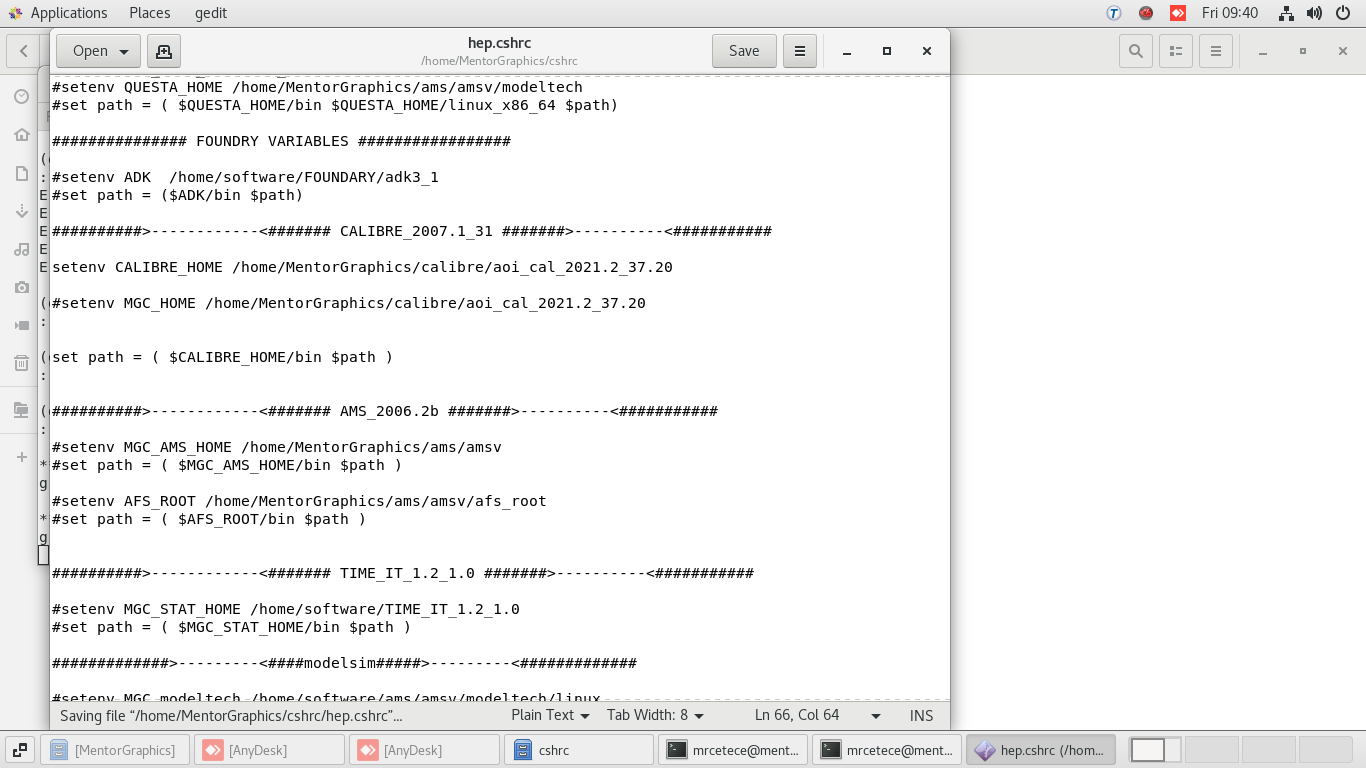 Applications Places gedit Fri 09:40
Open hep.cshrc Save
/home/MentorGraphics/cshrc
#setenv QUESTA_HOME /home/MentorGraphics/ams/amsv/modeltech
#set path = ( $QUESTA_HOME/bin $QUESTA_HOME/linux_x86_64 $path)
############### FOUNDRY VARIABLES #################
#setenv ADK  /home/software/FOUNDARY/adk3_1
#set path = ($ADK/bin $path)
##########>------------<####### CALIBRE_2007.1_31 #######>----------<###########
setenv CALIBRE_HOME /home/MentorGraphics/calibre/aoi_cal_2021.2_37.20
#setenv MGC_HOME /home/MentorGraphics/calibre/aoi_cal_2021.2_37.20
set path = ( $CALIBRE_HOME/bin $path )
##########>------------<####### AMS_2006.2b #######>----------<###########
#setenv MGC_AMS_HOME /home/MentorGraphics/ams/amsv
#set path = ( $MGC_AMS_HOME/bin $path )
#setenv AFS_ROOT /home/MentorGraphics/ams/amsv/afs_root
#set path = ( $AFS_ROOT/bin $path )
##########>------------<####### TIME_IT_1.2_1.0 #######>----------<###########
#setenv MGC_STAT_HOME /home/software/TIME_IT_1.2_1.0
#set path = ( $MGC_STAT_HOME/bin $path )
#############>---------<####modelsim#####>---------<#############
#setenv MGC_modeltech /home/software/ams/amsv/modeltech/linux
Saving file “/home/MentorGraphics/cshrc/hep.cshrc”... Plain Text Tab Width: 8 Ln 66, Col 64 INS
[MentorGraphics] [AnyDesk] [AnyDesk] cshrc mrcetece@ment... mrcetece@ment... hep.cshrc (/hom...